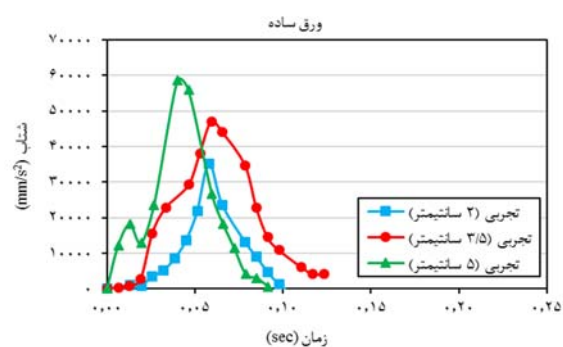 ورق ساده
۷۰۰۰۰
۶۰۰۰۰
۵۰۰۰۰
۴۰۰۰۰
۳۰۰۰۰
۲۰۰۰۰
۱۰۰۰۰
۰
شتاب (mm/s²)
تجربی (۲ سانتیمتر)
تجربی (۳/۵ سانتیمتر)
تجربی (۵ سانتیمتر)
۰,۰۰ ۰,۰۵ ۰,۱۰ ۰,۱۵ ۰,۲۰ ۰,۲۵
زمان (sec)